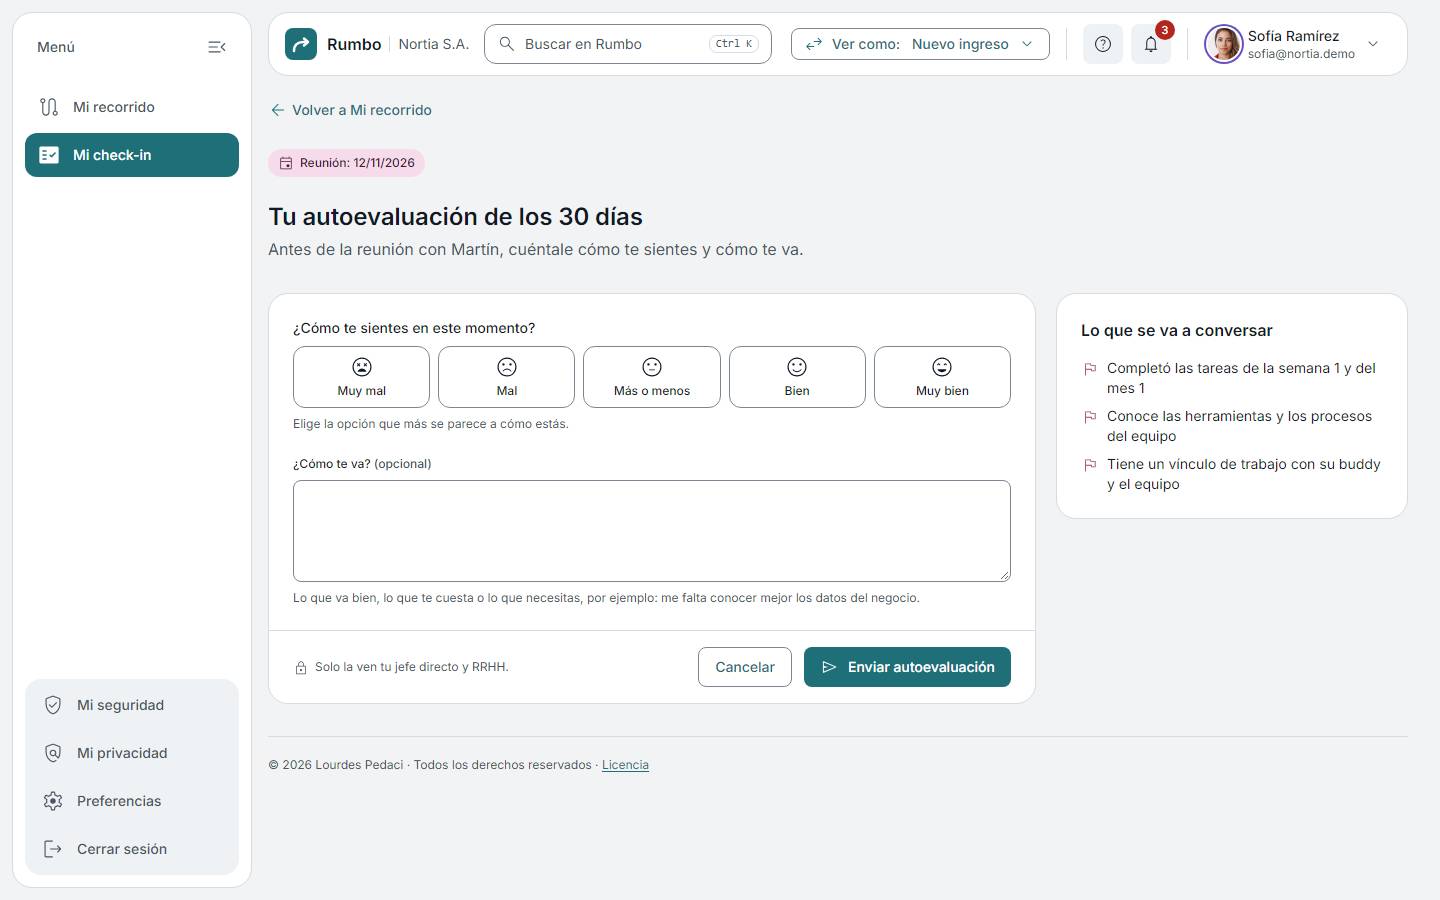 Menú
Mi recorrido
Mi check-in
Mi seguridad
Mi privacidad
Preferencias
Cerrar sesión
Rumbo
Nortia S.A.
Buscar en Rumbo
Ctrl K
Ver como: Nuevo ingreso
3
Sofía Ramírez
sofia@nortia.demo
Volver a Mi recorrido
Reunión: 12/11/2026
Tu autoevaluación de los 30 días
Antes de la reunión con Martín, cuéntale cómo te sientes y cómo te va.
¿Cómo te sientes en este momento?
Muy mal
Mal
Más o menos
Bien
Muy bien
Elige la opción que más se parece a cómo estás.
¿Cómo te va? (opcional)
Lo que va bien, lo que te cuesta o lo que necesitas, por ejemplo: me falta conocer mejor los datos del negocio.
Solo la ven tu jefe directo y RRHH.
Cancelar
Enviar autoevaluación
Lo que se va a conversar
Completó las tareas de la semana 1 y del
mes 1
Conoce las herramientas y los procesos
del equipo
Tiene un vínculo de trabajo con su buddy
y el equipo
© 2026 Lourdes Pedaci · Todos los derechos reservados · Licencia